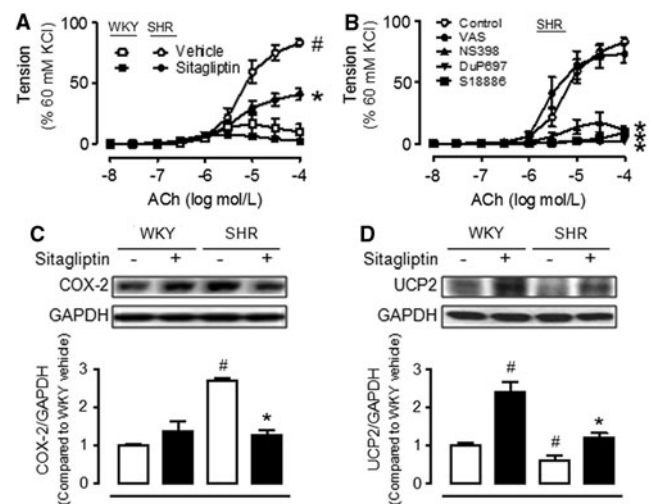 A
B
WKY SHR
Vehicle
Sitagliptin
Tension
(% 60 mM KCl)
100
50
0
#
*
-8 -7 -6 -5 -4
ACh (log mol/L)
Control
VAS
NS398
DuP697
S18886
SHR
Tension
(% 60 mM KCl)
100
50
0
*
*
*
-8 -7 -6 -5 -4
ACh (log mol/L)
C
WKY SHR
Sitagliptin - + - +
COX-2
GAPDH
COX-2/GAPDH
(Compared to WKY vehicle)
3
2
1
0
#
*
D
WKY SHR
Sitagliptin - + - +
UCP2
GAPDH
UCP2/GAPDH
(Compared to WKY vehicle)
3
2
1
0
#
#
*